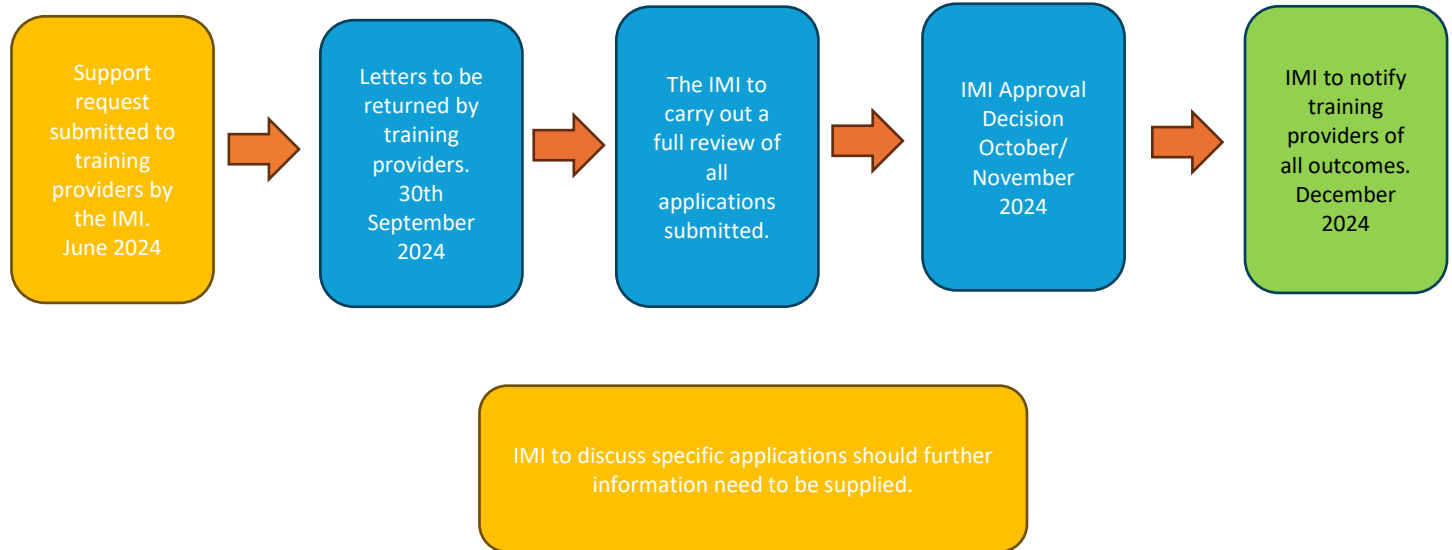 Support
request
submitted to
training
providers by
the IMI.
June 2024
Letters to be
returned by
training
providers.
30th
September
2024
The IMI to
carry out a
full review of
all
applications
submitted.
IMI Approval
Decision
October/
November
2024
IMI to notify
training
providers of
all outcomes.
December
2024
IMI to discuss specific applications should further
information need to be supplied.